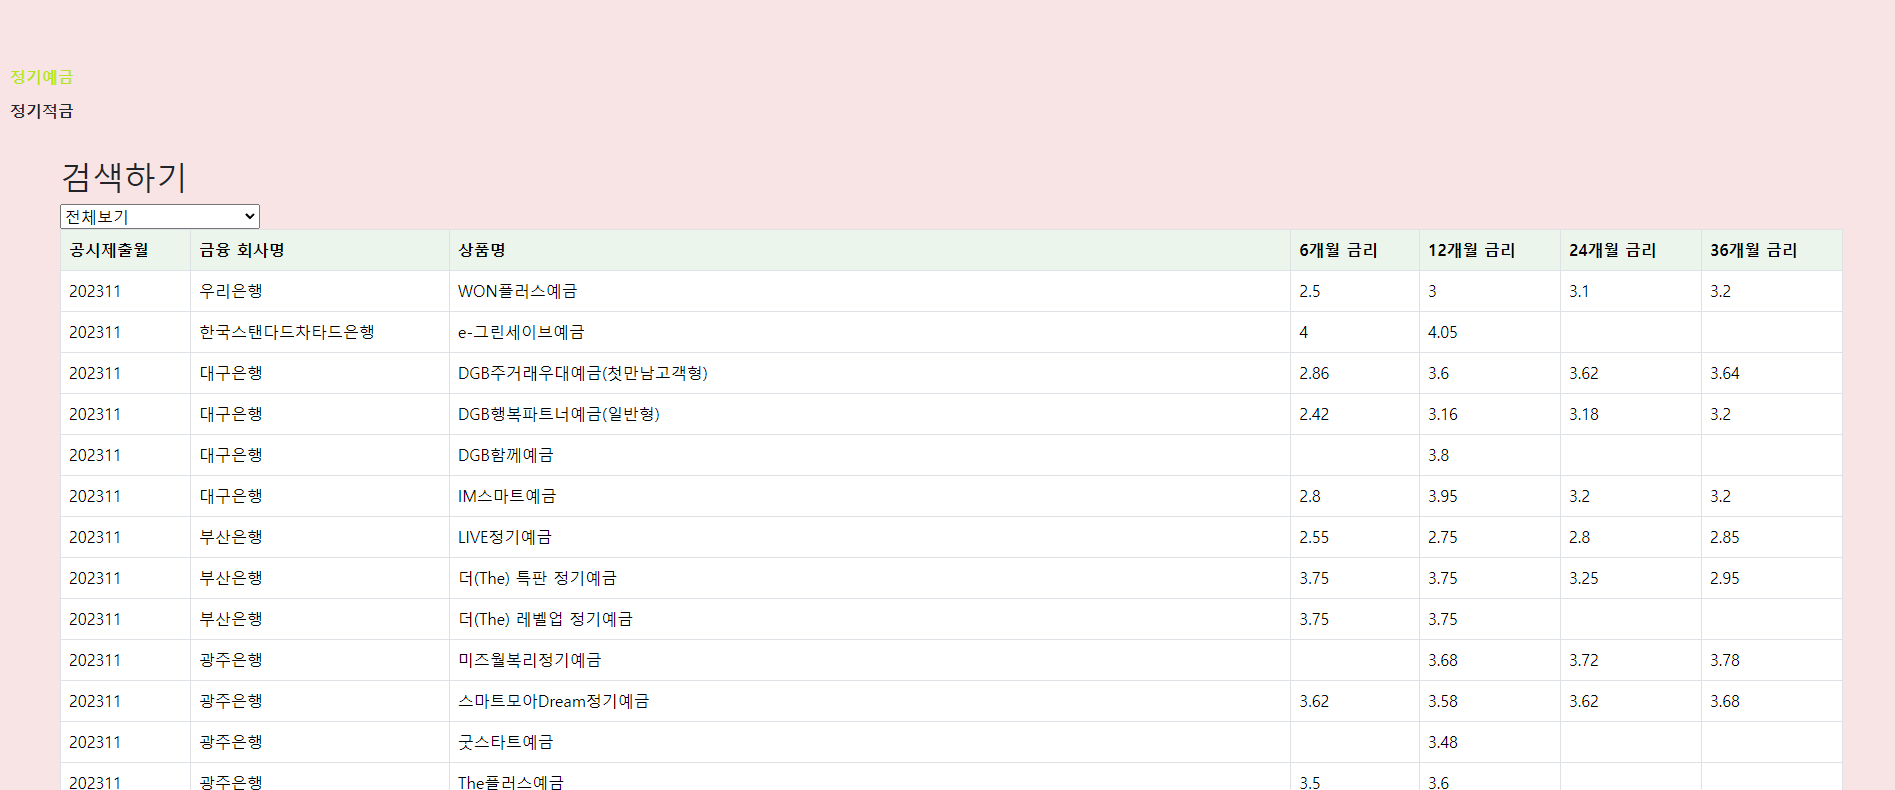 정기예금
정기적금
검색하기
전체보기
공시제출월 금융 회사명 상품명 6개월 금리 12개월 금리 24개월 금리 36개월 금리
202311 우리은행 WON플러스예금 2.5 3 3.1 3.2
202311 한국스탠다드차타드은행 e-그린세이브예금 4 4.05
202311 대구은행 DGB주거래우대예금(첫만남고객형) 2.86 3.6 3.62 3.64
202311 대구은행 DGB행복파트너예금(일반형) 2.42 3.16 3.18 3.2
202311 대구은행 DGB함께예금 3.8
202311 대구은행 IM스마트예금 2.8 3.95 3.2 3.2
202311 부산은행 LIVE정기예금 2.55 2.75 2.8 2.85
202311 부산은행 더(The) 특판 정기예금 3.75 3.75 3.25 2.95
202311 부산은행 더(The) 레벨업 정기예금 3.75 3.75
202311 광주은행 미즈월복리정기예금 3.68 3.72 3.78
202311 광주은행 스마트모아Dream정기예금 3.62 3.58 3.62 3.68
202311 광주은행 굿스타트예금 3.48
202311 광주은행 The플러스예금 3.5 3.6